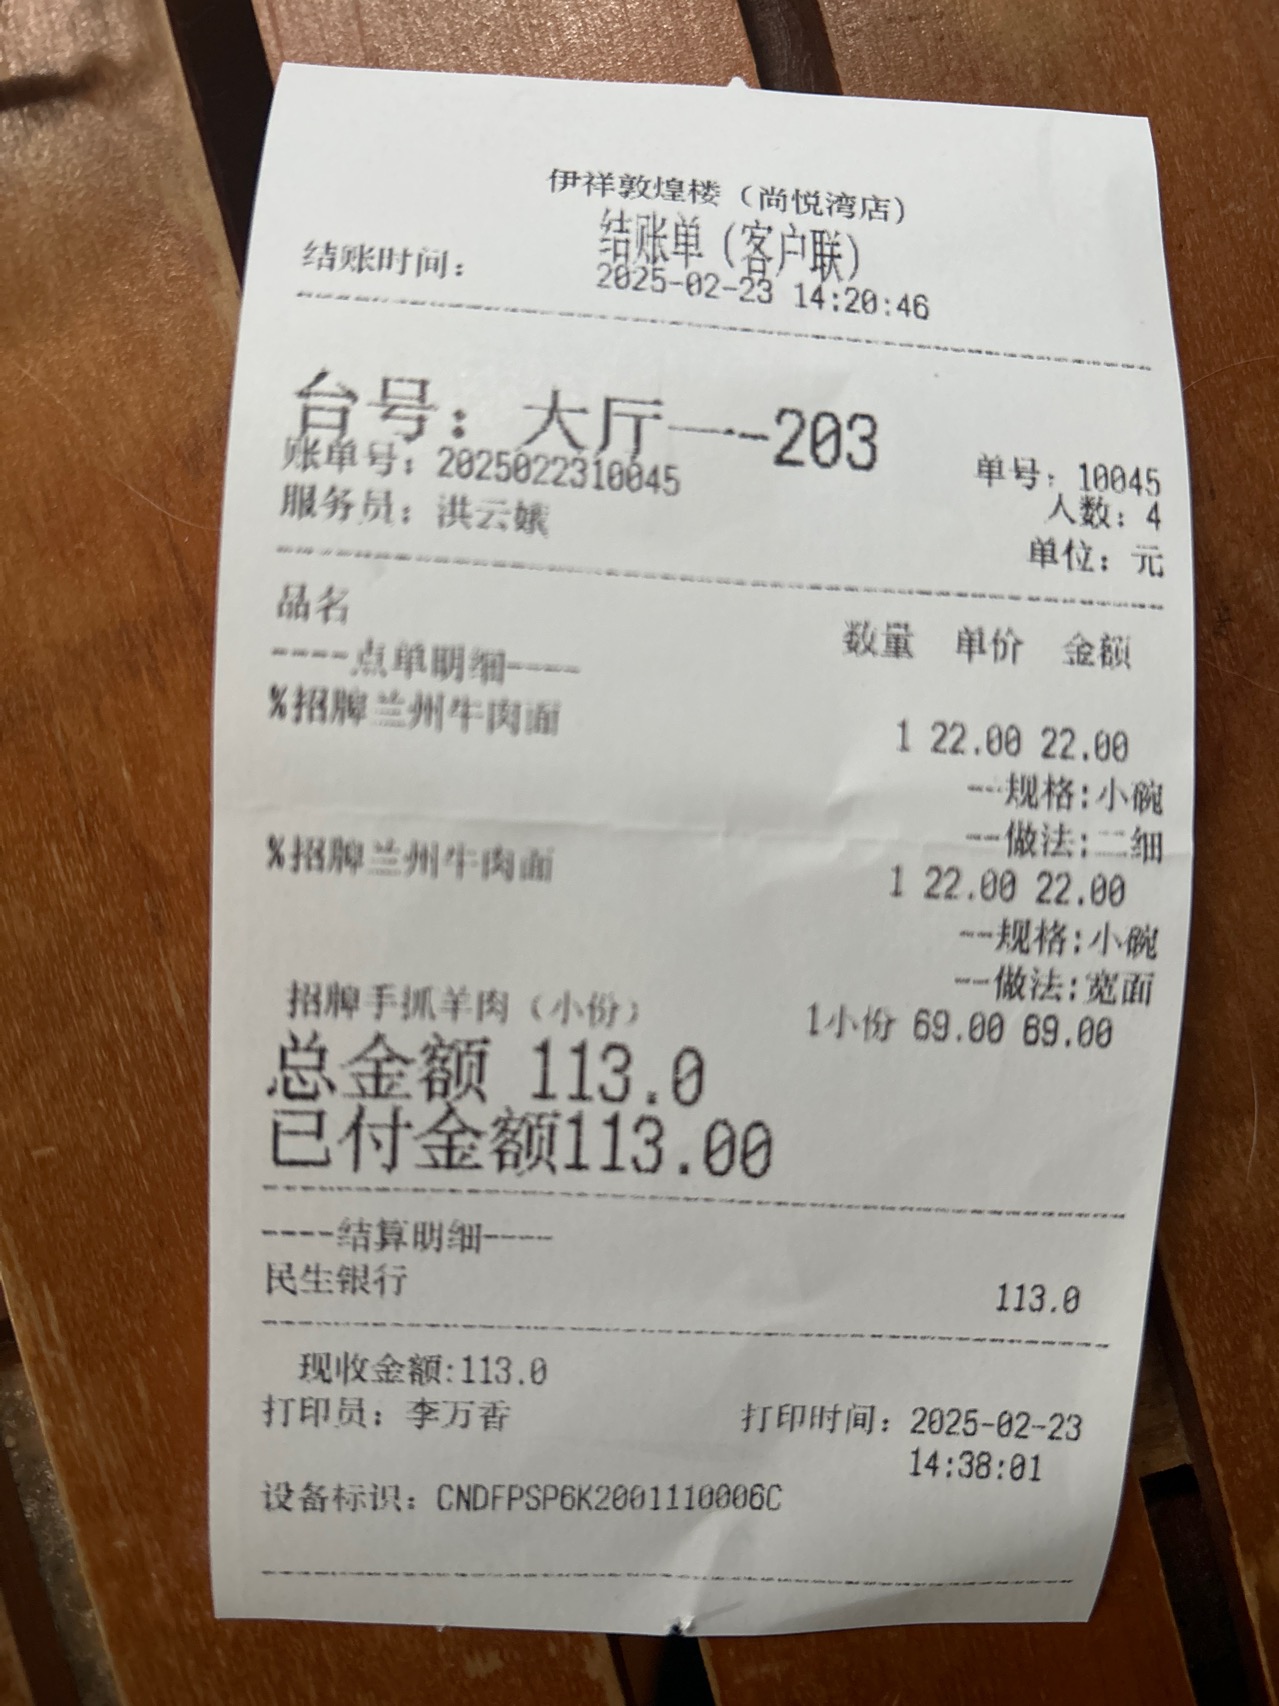 伊祥敦煌楼（尚悦湾店）
结账单（客户联）
结账时间： 2025-02-23 14:20:46
台号： 大厅一--203
账单号：2025022310045 单号：10045
服务员：洪云娥 人数：4
单位：元
品名 数量 单价 金额
----点单明细----
%招牌兰州牛肉面 1 22.00 22.00
--规格:小碗
--做法:二细
%招牌兰州牛肉面 1 22.00 22.00
--规格:小碗
--做法:宽面
招牌手抓羊肉（小份） 1小份 69.00 69.00
总金额 113.0
已付金额113.00
----结算明细----
民生银行 113.0
现收金额:113.0
打印员：李万香 打印时间：2025-02-23
14:38:01
设备标识：CNDFPSP6K2001110006C